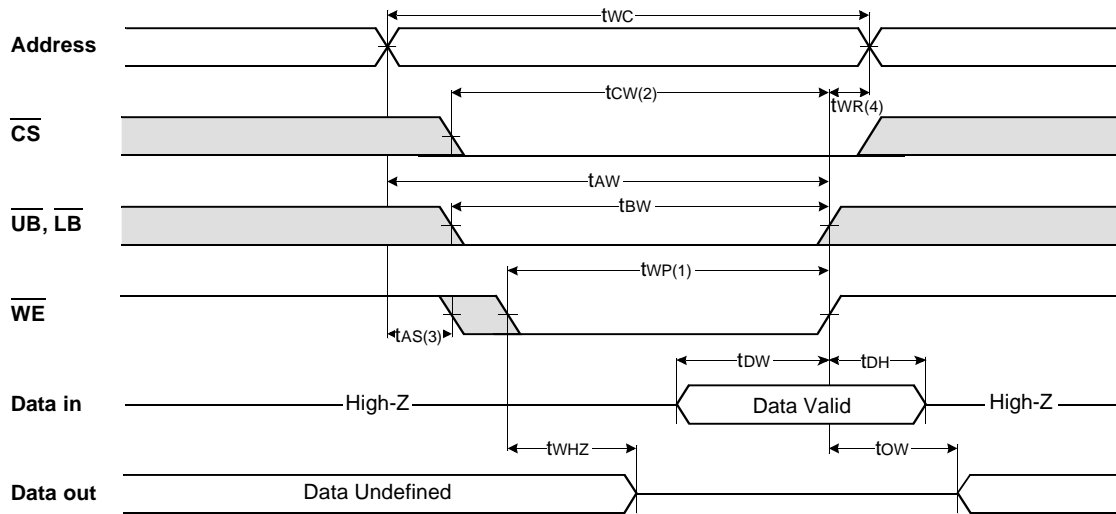 tWC
Address
tCW(2)
tWR(4)
CS
tAW
UB, LB
tBW
tWP(1)
WE
tAS(3)
tDW
tDH
Data in
High-Z
Data Valid
High-Z
tWHZ
tOW
Data out
Data Undefined